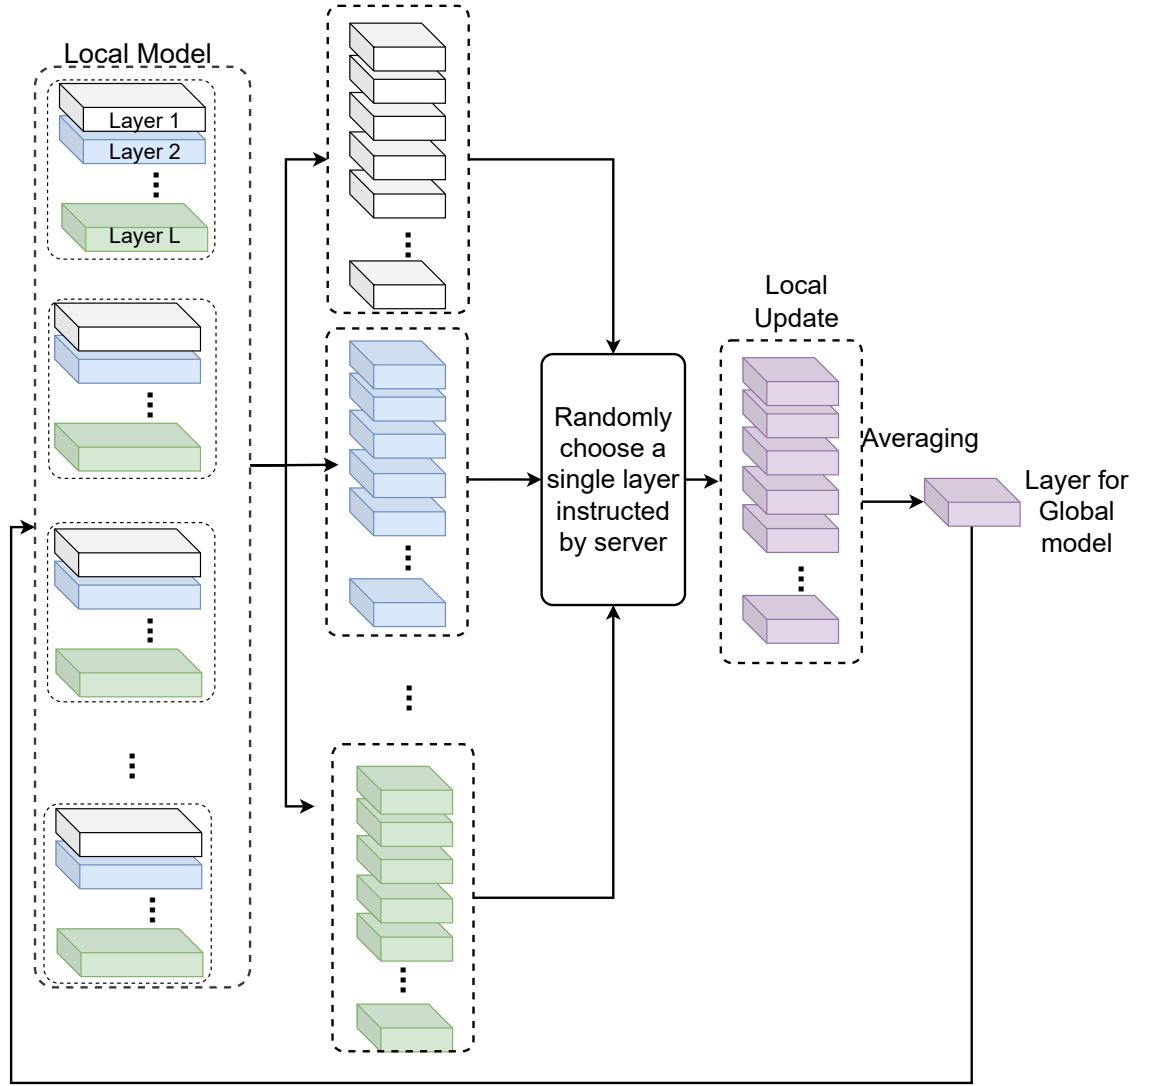 Local Model
Layer 1
Layer 2
Layer L
Randomly
choose a
single layer
instructed
by server
Local
Update
Averaging
Layer for
Global
model